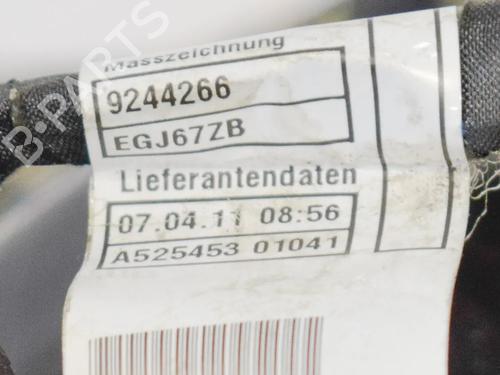 Masszeichnung
9244266
EGJ67ZB
Lieferantendaten
07.04.11 08:56
A525453 01041
B-PARTS